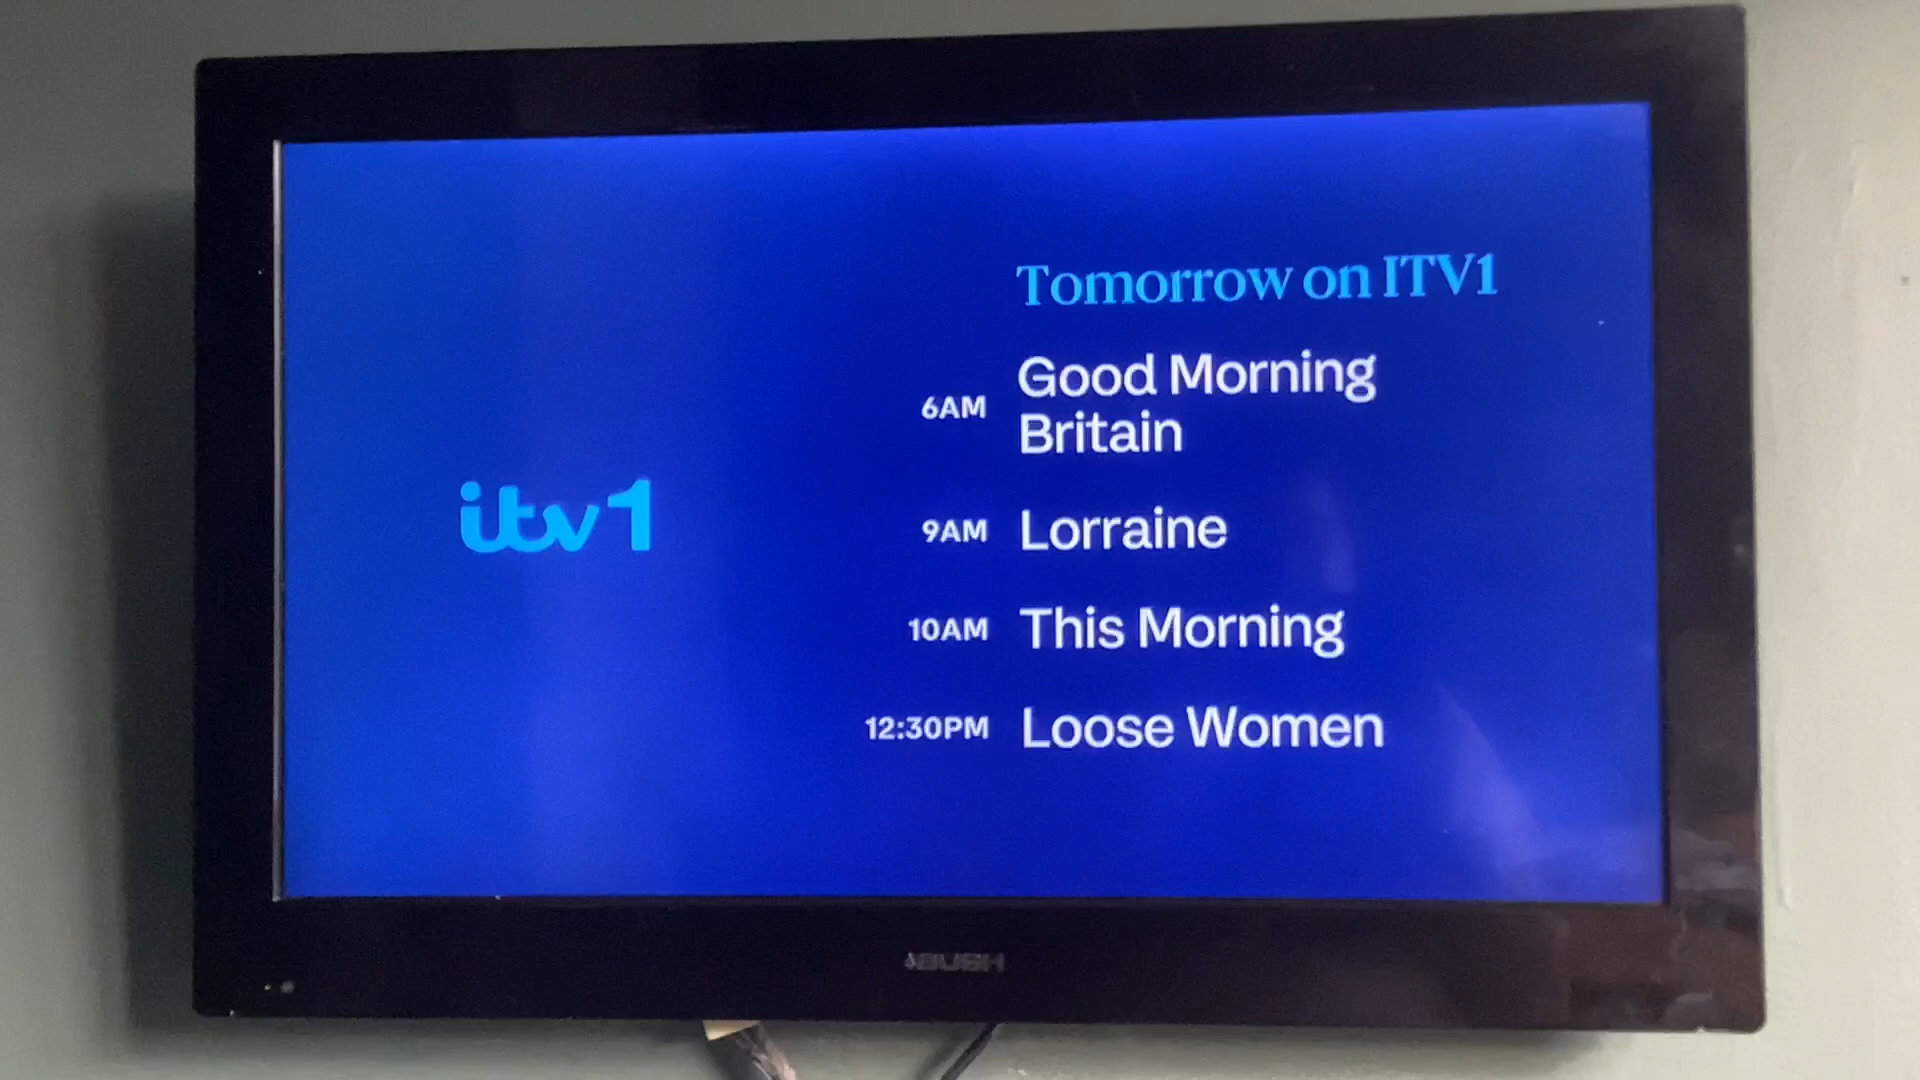 Tomorrow on ITV1
6AM Good Morning
Britain
itv1
9AM Lorraine
10AM This Morning
12:30PM Loose Women
BUSH